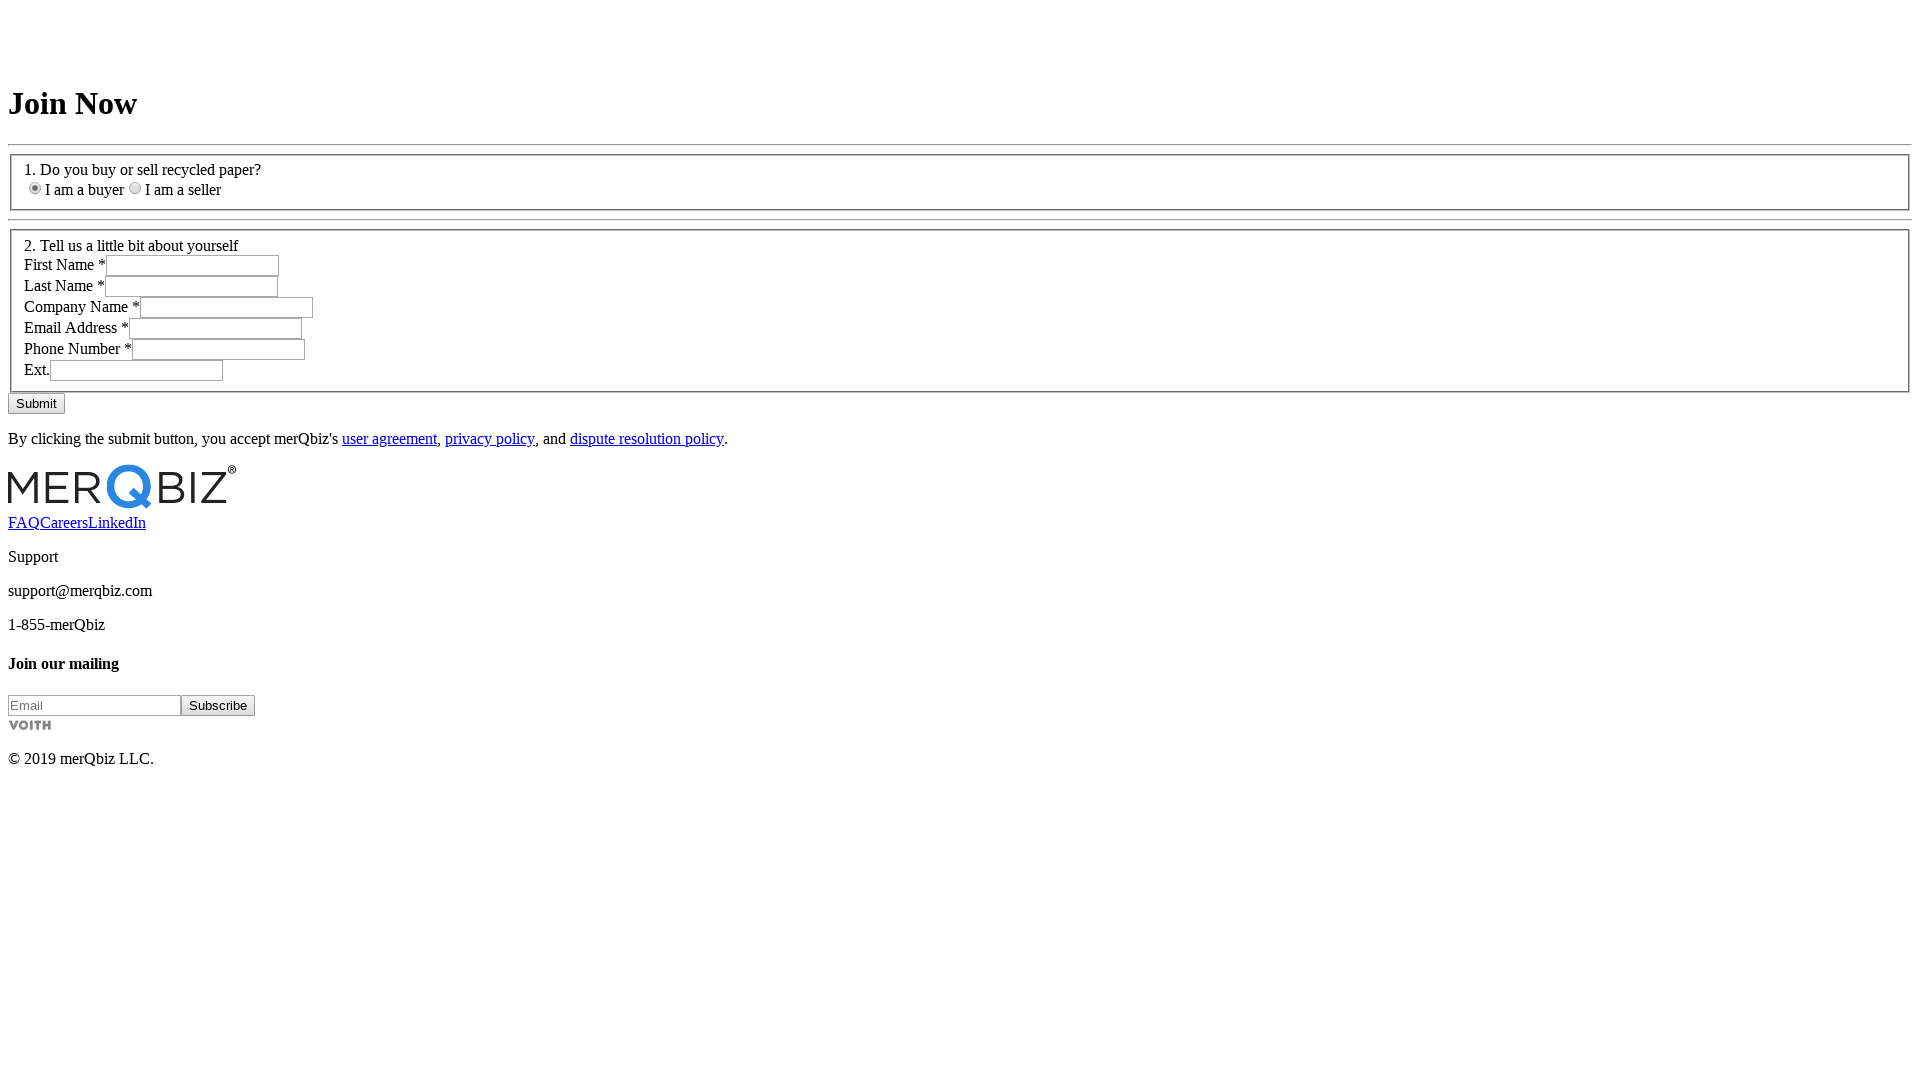 Join Now
1. Do you buy or sell recycled paper?
I am a buyer I am a seller
2. Tell us a little bit about yourself
First Name *
Last Name *
Company Name *
Email Address *
Phone Number *
Ext.
Submit
By clicking the submit button, you accept merQbiz's user agreement, privacy policy, and dispute resolution policy.
MERQBIZ®
FAQCareersLinkedIn
Support
support@merqbiz.com
1-855-merQbiz
Join our mailing
Email Subscribe
VOITH
© 2019 merQbiz LLC.